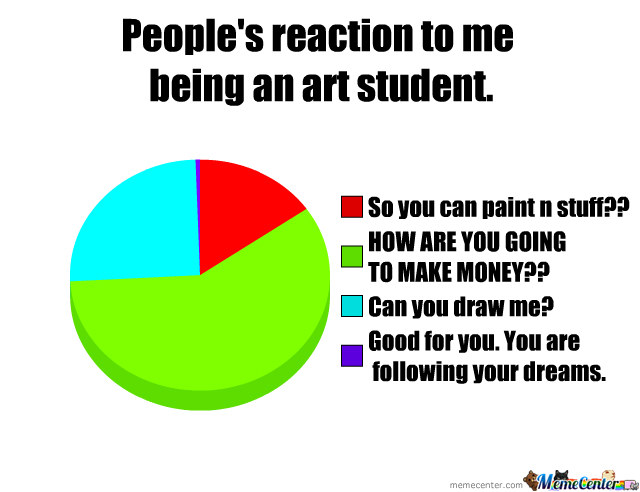 People's reaction to me
being an art student.
So you can paint n stuff??
HOW ARE YOU GOING
TO MAKE MONEY??
Can you draw me?
Good for you. You are
following your dreams.
memecenter.com MemeCenter